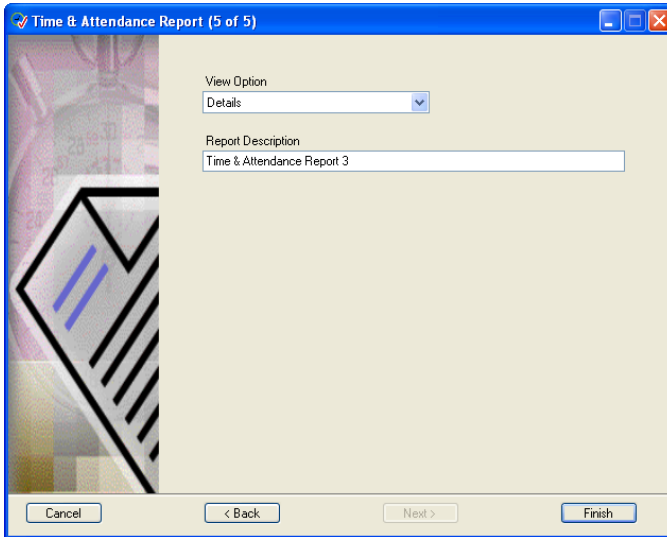 Time & Attendance Report (5 of 5)
View Option
Details
Report Description
Time & Attendance Report 3
Cancel
< Back
Next >
Finish